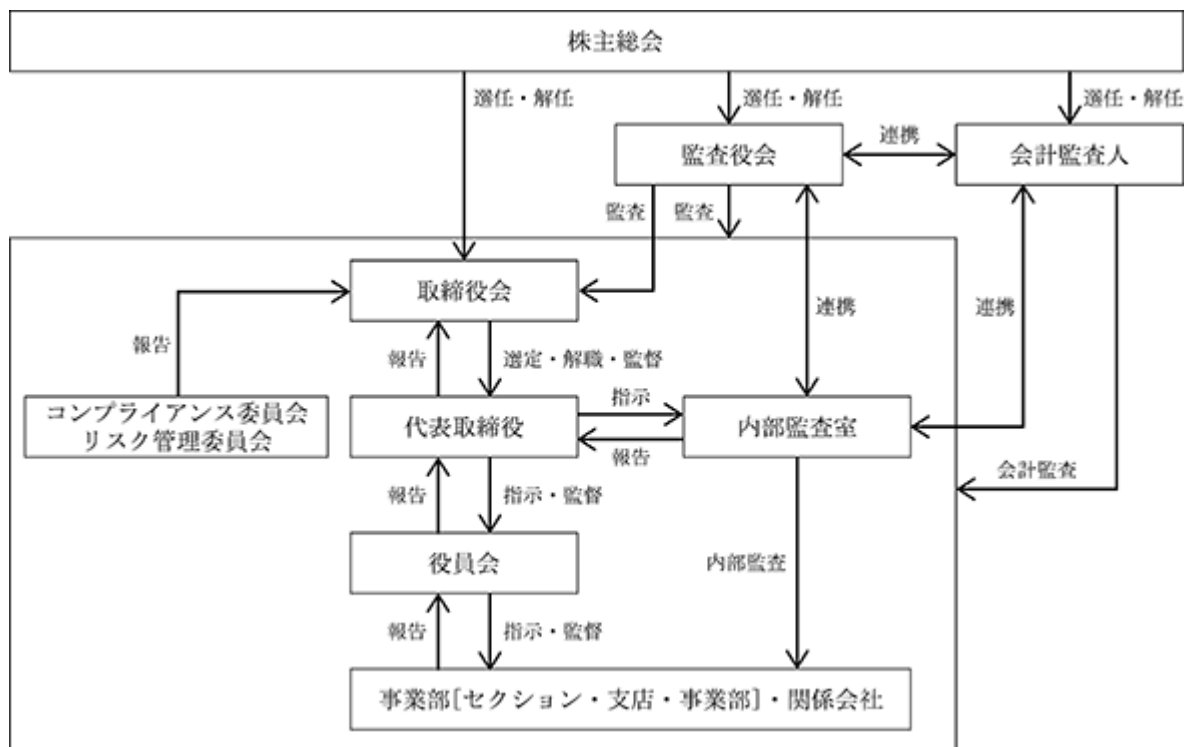 株主総会
選任・解任
選任・解任
選任・解任
監査役会
連携
会計監査人
監査
監査
取締役会
連携
連携
報告
報告
選定・解職・監督
コンプライアンス委員会
リスク管理委員会
代表取締役
指示
報告
内部監査室
会計監査
報告
指示・監督
役員会
内部監査
報告
指示・監督
事業部[セクション・支店・事業部]・関係会社